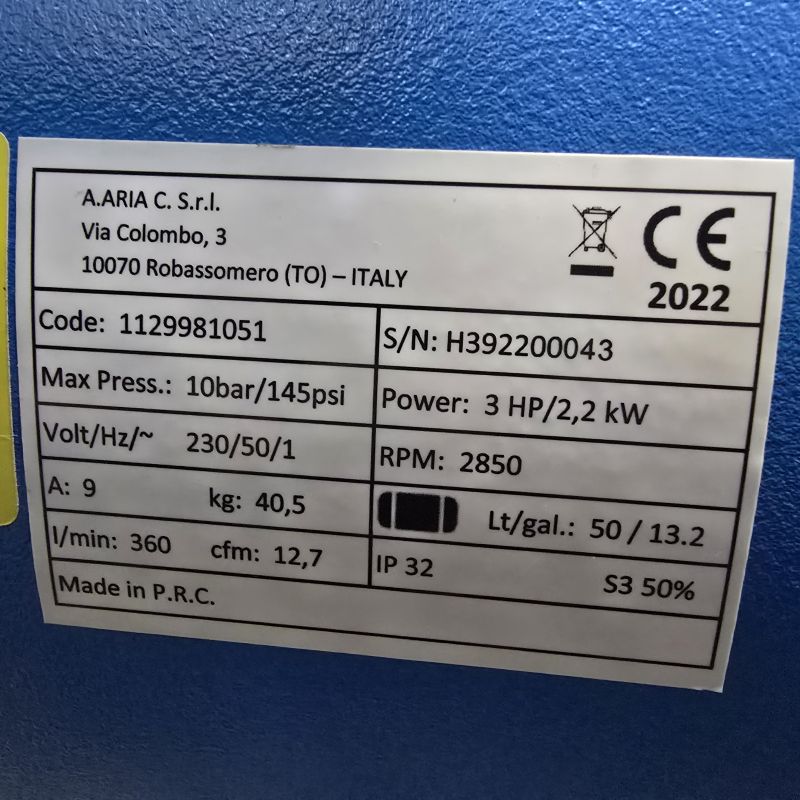 A.ARIA C. S.r.l.
Via Colombo, 3
10070 Robassomero (TO) – ITALY
CE
2022
Code: 1129981051
S/N: H392200043
Max Press.: 10bar/145psi
Power: 3 HP/2,2 kW
Volt/Hz/~ 230/50/1
RPM: 2850
A: 9 kg: 40,5
Lt/gal.: 50 / 13.2
l/min: 360 cfm: 12,7
IP 32 S3 50%
Made in P.R.C.